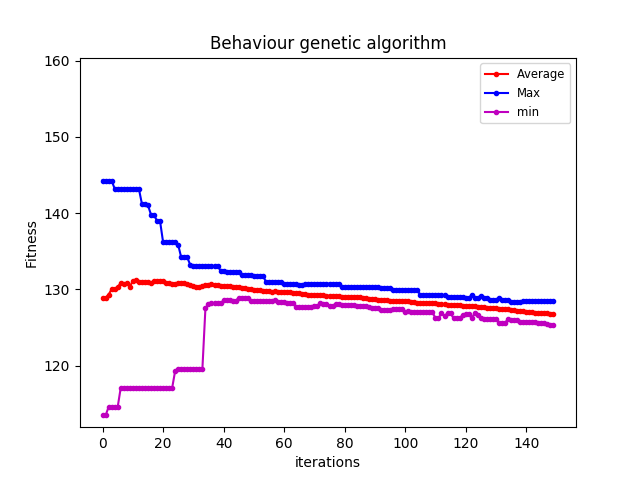 Behaviour genetic algorithm
Average
Max
min
Fitness
160
150
140
130
120
0 20 40 60 80 100 120 140
iterations